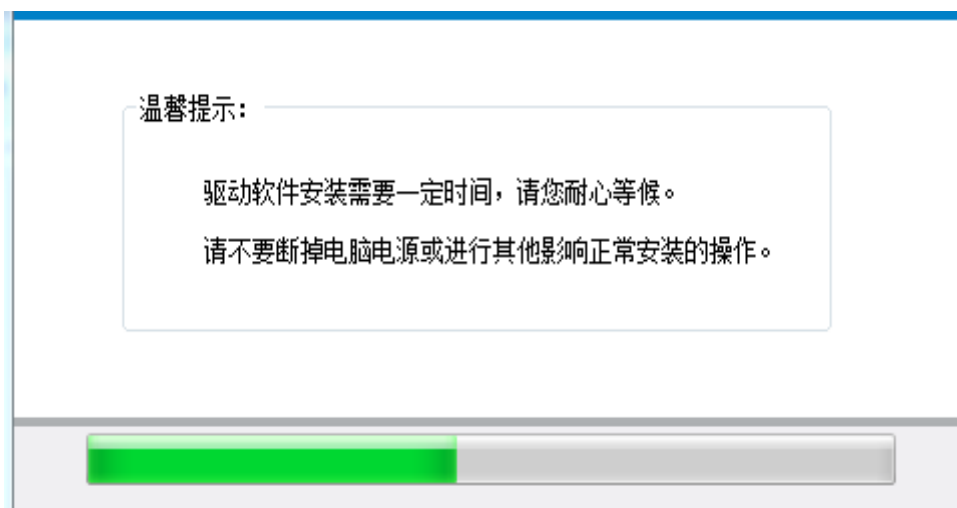 温馨提示:
驱动软件安装需要一定时间，请您耐心等候。
请不要断掉电脑电源或进行其他影响正常安装的操作。